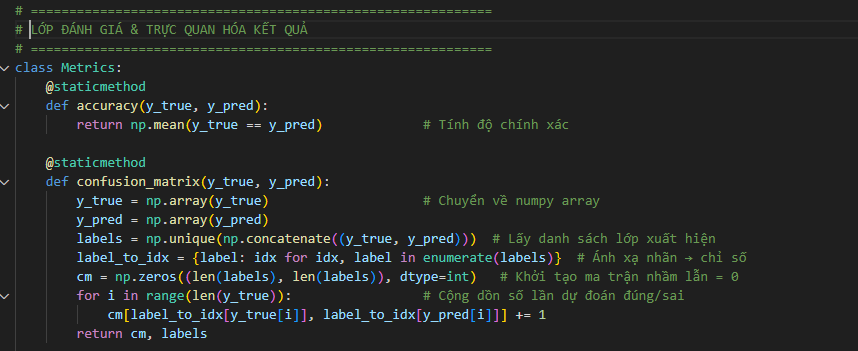 # ============================================================
# LỚP ĐÁNH GIÁ & TRỰC QUAN HÓA KẾT QUẢ
# ============================================================
class Metrics:
    @staticmethod
    def accuracy(y_true, y_pred):
        return np.mean(y_true == y_pred)             # Tính độ chính xác

    @staticmethod
    def confusion_matrix(y_true, y_pred):
        y_true = np.array(y_true)                    # Chuyển về numpy array
        y_pred = np.array(y_pred)
        labels = np.unique(np.concatenate((y_true, y_pred)))  # Lấy danh sách lớp xuất hiện
        label_to_idx = {label: idx for idx, label in enumerate(labels)}  # Ánh xạ nhãn → chỉ số
        cm = np.zeros((len(labels), len(labels)), dtype=int)   # Khởi tạo ma trận nhầm lẫn = 0
        for i in range(len(y_true)):                 # Cộng dồn số lần dự đoán đúng/sai
            cm[label_to_idx[y_true[i]], label_to_idx[y_pred[i]]] += 1
        return cm, labels